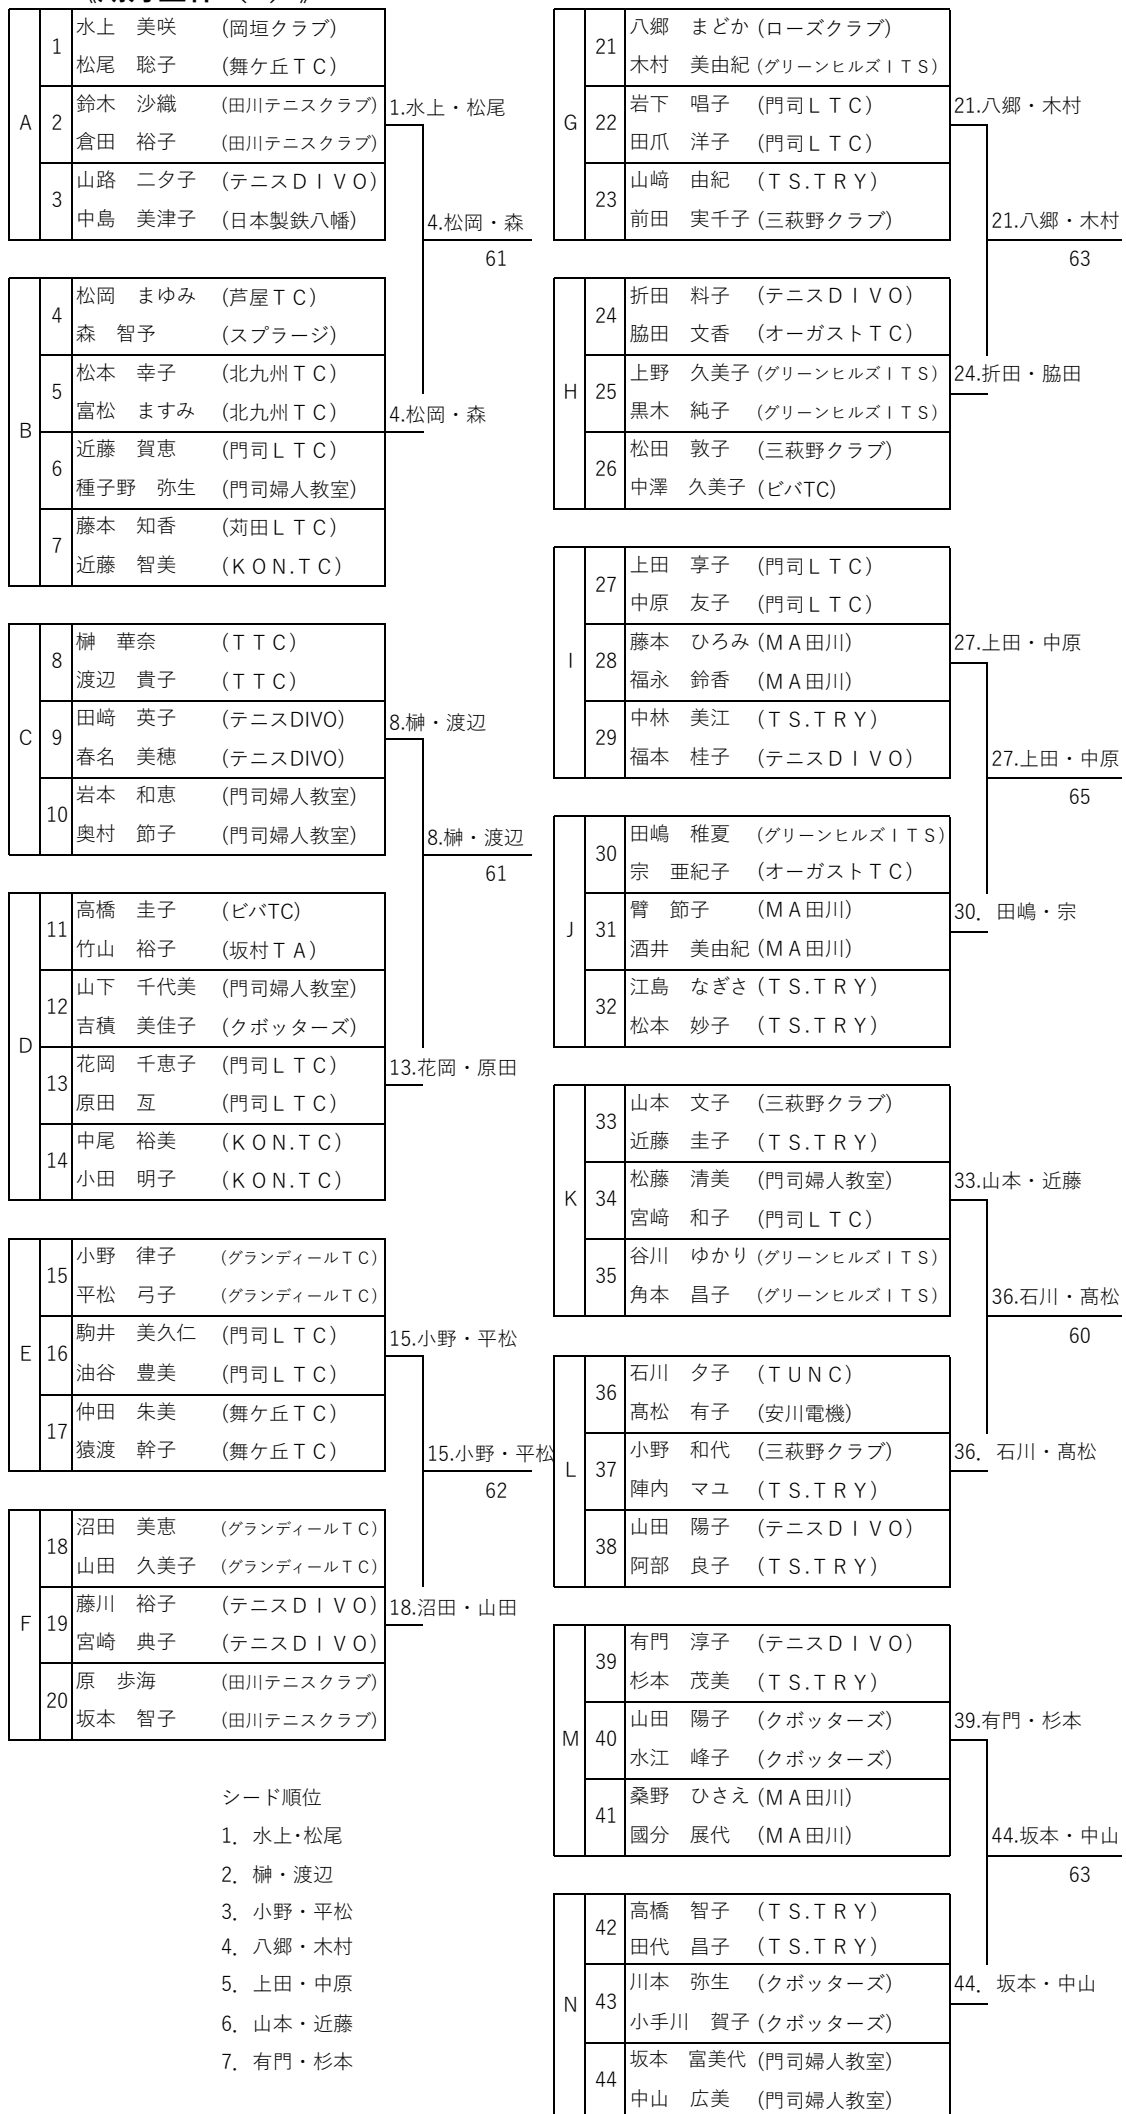 A
1
水上　美咲　(岡垣クラブ)
松尾　聡子　(舞ケ丘ＴＣ)
2
鈴木　沙織　(田川テニスクラブ)
倉田　裕子　(田川テニスクラブ)
3
山路　二夕子　(テニスＤＩＶＯ)
中島　美津子　(日本製鉄八幡)
1.水上・松尾
4.松岡・森
61
B
4
松岡　まゆみ　(芦屋ＴＣ)
森　智予　(スプラージ)
5
松本　幸子　(北九州ＴＣ)
富松　ますみ　(北九州ＴＣ)
6
近藤　賀恵　(門司ＬＴＣ)
種子野　弥生　(門司婦人教室)
7
藤本　知香　(苅田ＬＴＣ)
近藤　智美　(ＫＯＮ.ＴＣ)
4.松岡・森
C
8
榊　華奈　(ＴＴＣ)
渡辺　貴子　(ＴＴＣ)
9
田﨑　英子　(テニスDIVO)
春名　美穂　(テニスDIVO)
10
岩本　和恵　(門司婦人教室)
奥村　節子　(門司婦人教室)
8.榊・渡辺
8.榊・渡辺
61
D
11
高橋　圭子　(ビバTC)
竹山　裕子　(坂村ＴＡ)
12
山下　千代美　(門司婦人教室)
吉積　美佳子　(クボッターズ)
13
花岡　千恵子　(門司ＬＴＣ)
原田　亙　(門司ＬＴＣ)
14
中尾　裕美　(ＫＯＮ.ＴＣ)
小田　明子　(ＫＯＮ.ＴＣ)
13.花岡・原田
E
15
小野　律子　(グランディールＴＣ)
平松　弓子　(グランディールＴＣ)
16
駒井　美久仁　(門司ＬＴＣ)
油谷　豊美　(門司ＬＴＣ)
17
仲田　朱美　(舞ケ丘ＴＣ)
猿渡　幹子　(舞ケ丘ＴＣ)
15.小野・平松
15.小野・平松
62
F
18
沼田　美恵　(グランディールＴＣ)
山田　久美子　(グランディールＴＣ)
19
藤川　裕子　(テニスＤＩＶＯ)
宮崎　典子　(テニスＤＩＶＯ)
20
原　歩海　(田川テニスクラブ)
坂本　智子　(田川テニスクラブ)
18.沼田・山田
シード順位
1．水上・松尾
2．榊・渡辺
3．小野・平松
4．八郷・木村
5．上田・中原
6．山本・近藤
7．有門・杉本
G
21
八郷　まどか　(ローズクラブ)
木村　美由紀　(グリーンヒルズＩＴＳ)
22
岩下　唱子　(門司ＬＴＣ)
田爪　洋子　(門司ＬＴＣ)
23
山﨑　由紀　(ＴＳ.ＴＲＹ)
前田　実千子　(三萩野クラブ)
21.八郷・木村
21.八郷・木村
63
H
24
折田　料子　(テニスＤＩＶＯ)
脇田　文香　(オーガストＴＣ)
25
上野　久美子　(グリーンヒルズＩＴＳ)
黒木　純子　(グリーンヒルズＩＴＳ)
26
松田　敦子　(三萩野クラブ)
中澤　久美子　(ビバTC)
24.折田・脇田
I
27
上田　享子　(門司ＬＴＣ)
中原　友子　(門司ＬＴＣ)
28
藤本　ひろみ　(ＭＡ田川)
福永　鈴香　(ＭＡ田川)
29
中林　美江　(ＴＳ.ＴＲＹ)
福本　桂子　(テニスＤＩＶＯ)
27.上田・中原
27.上田・中原
65
J
30
田嶋　稚夏　(グリーンヒルズＩＴＳ)
宗　亜紀子　(オーガストＴＣ)
31
臂　節子　(ＭＡ田川)
酒井　美由紀　(ＭＡ田川)
32
江島　なぎさ　(ＴＳ.ＴＲＹ)
松本　妙子　(ＴＳ.ＴＲＹ)
30．田嶋・宗
K
33
山本　文子　(三萩野クラブ)
近藤　圭子　(ＴＳ.ＴＲＹ)
34
松藤　清美　(門司婦人教室)
宮﨑　和子　(門司ＬＴＣ)
35
谷川　ゆかり　(グリーンヒルズＩＴＳ)
角本　昌子　(グリーンヒルズＩＴＳ)
33.山本・近藤
36.石川・髙松
60
L
36
石川　夕子　(ＴＵＮＣ)
髙松　有子　(安川電機)
37
小野　和代　(三萩野クラブ)
陣内　マユ　(ＴＳ.ＴＲＹ)
38
山田　陽子　(テニスＤＩＶＯ)
阿部　良子　(ＴＳ.ＴＲＹ)
36．石川・髙松
M
39
有門　淳子　(テニスＤＩＶＯ)
杉本　茂美　(ＴＳ.ＴＲＹ)
40
山田　陽子　(クボッターズ)
水江　峰子　(クボッターズ)
41
桑野　ひさえ　(ＭＡ田川)
國分　展代　(ＭＡ田川)
39.有門・杉本
44.坂本・中山
63
N
42
高橋　智子　(ＴＳ.ＴＲＹ)
田代　昌子　(ＴＳ.ＴＲＹ)
43
川本　弥生　(クボッターズ)
小手川　賀子　(クボッターズ)
44
坂本　富美代　(門司婦人教室)
中山　広美　(門司婦人教室)
44．坂本・中山